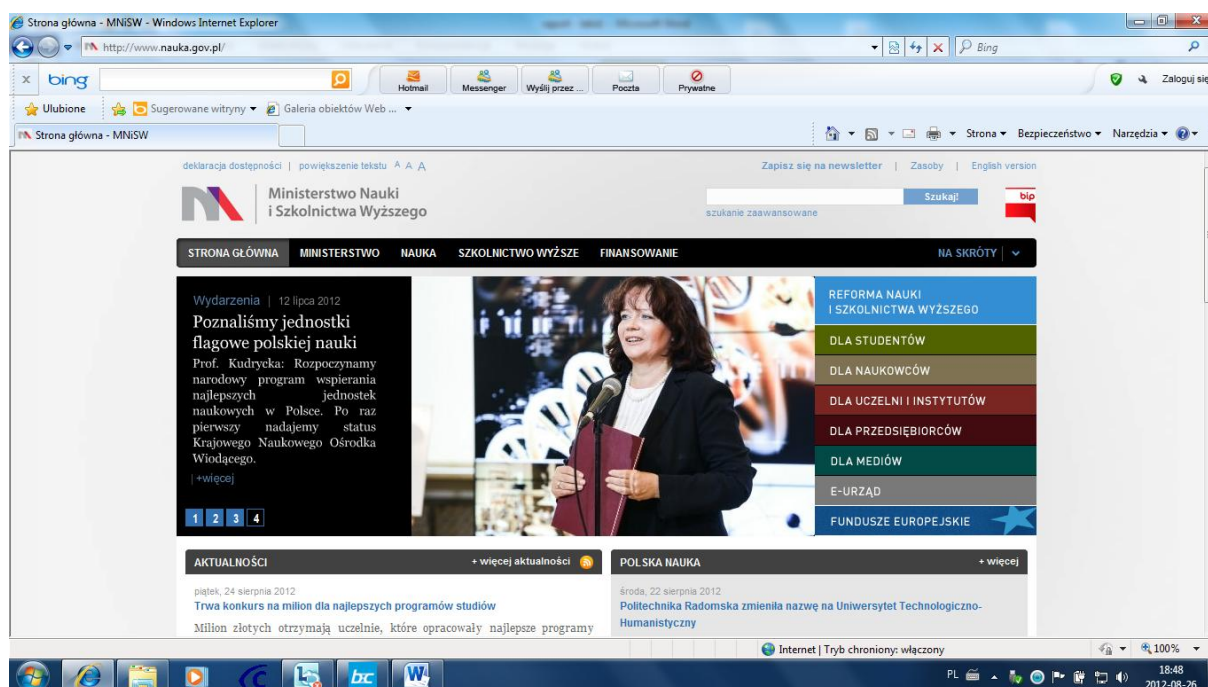 Strona główna - MNiSW - Windows Internet Explorer
http://www.nauka.gov.pl/
Bing
x bing Hotmail Messenger Wyślij przez ... Poczta Prywatne Zaloguj się
Ulubione Sugerowane witryny Galeria obiektów Web ...
Strona główna - MNiSW Strona Bezpieczeństwo Narzędzia
deklaracja dostępności | powiększenie tekstu A A A Zapisz się na newsletter | Zasoby | English version
Ministerstwo Nauki
i Szkolnictwa Wyższego
Szukaj! bip
szukanie zaawansowane
STRONA GŁÓWNA MINISTERSTWO NAUKA SZKOLNICTWO WYŻSZE FINANSOWANIE NA SKRÓTY
Wydarzenia | 12 lipca 2012
Poznaliśmy jednostki
flagowe polskiej nauki
Prof. Kudrycka: Rozpoczynamy
narodowy program wspierania
najlepszych jednostek
naukowych w Polsce. Po raz
pierwszy nadajemy status
Krajowego Naukowego Ośrodka
Wiodącego.
| +więcej
1 2 3 4
REFORMA NAUKI
I SZKOLNICTWA WYŻSZEGO
DLA STUDENTÓW
DLA NAUKOWCÓW
DLA UCZELNI I INSTYTUTÓW
DLA PRZEDSIĘBIORCÓW
DLA MEDIÓW
E-URZĄD
FUNDUSZE EUROPEJSKIE
AKTUALNOŚCI + więcej aktualności
piątek, 24 sierpnia 2012
Trwa konkurs na milion dla najlepszych programów studiów
Milion złotych otrzymają uczelnie, które opracowały najlepsze programy
POLSKA NAUKA + więcej
środa, 22 sierpnia 2012
Politechnika Radomska zmieniła nazwę na Uniwersytet Technologiczno-
Humanistyczny
Internet | Tryb chroniony: włączony 100%
bc W PL 18:48
2012-08-26